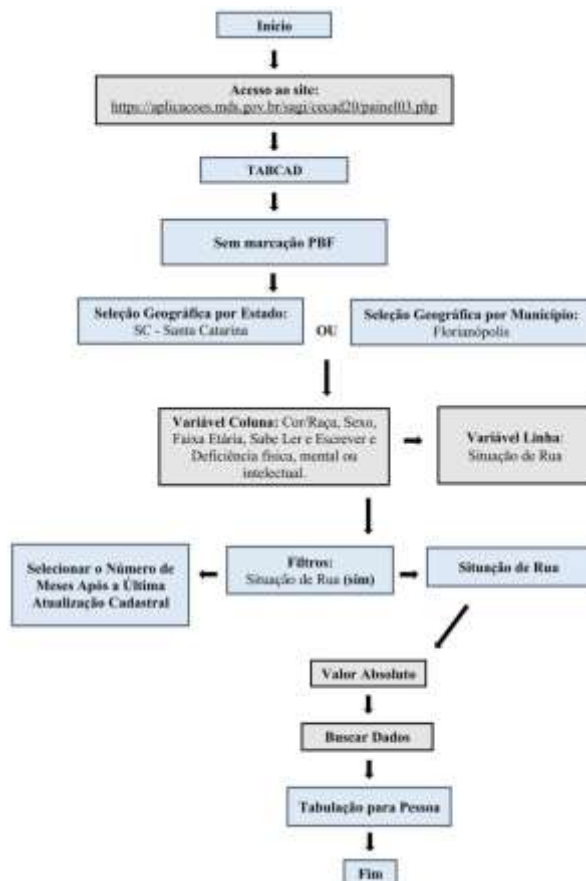 Início
Acesso ao site:
https://aplicacoes.mds.gov.br/sagi/cecad20/painel03.php
TABCAD
Sem marcação PBF
Seleção Geográfica por Estado:
SC - Santa Catarina
OU
Seleção Geográfica por Município:
Florianópolis
Variável Coluna: Cor/Raça, Sexo,
Faixa Etária, Sabe Ler e Escrever e
Deficiência física, mental ou
intelectual.
Variável Linha:
Situação de Rua
Selecionar o Número de
Meses Após a Última
Atualização Cadastral
Filtros:
Situação de Rua (sim)
Situação de Rua
Valor Absoluto
Buscar Dados
Tabulação para Pessoa
Fim